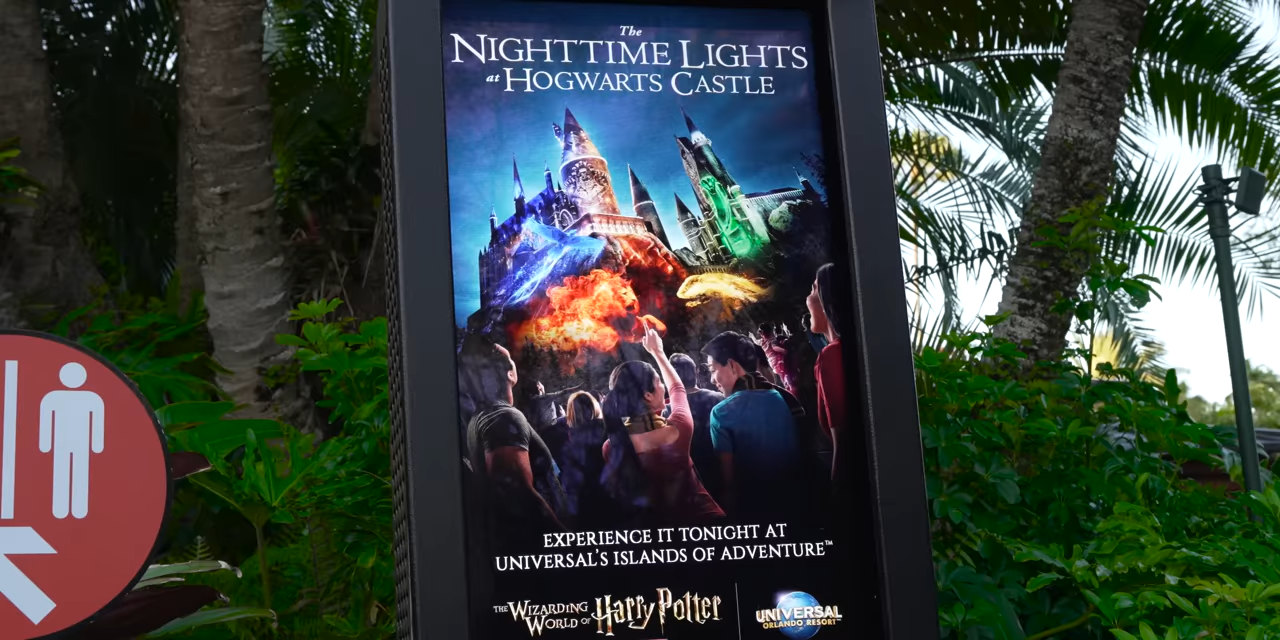 The
NIGHTTIME LIGHTS
at HOGWARTS CASTLE
EXPERIENCE IT TONIGHT AT
UNIVERSAL'S ISLANDS OF ADVENTURE™
THE WIZARDING WORLD OF Harry Potter
UNIVERSAL
ORLANDO RESORT™